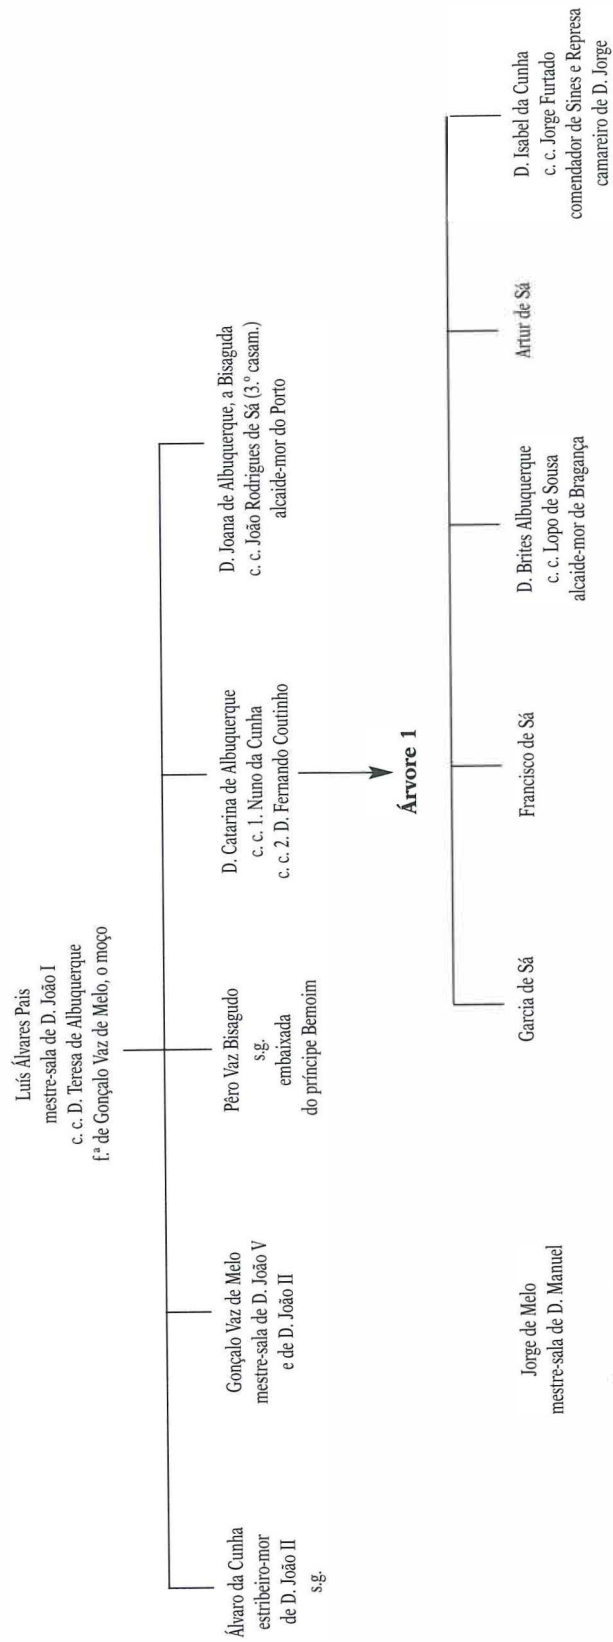 Luís Álvares Pais
mestre-sala de D. João I
c. c. D. Teresa de Albuquerque
f.ª de Gonçalo Vaz de Melo, o moço
Álvaro da Cunha
estribeiro-mor
de D. João II
s.g.
Gonçalo Vaz de Melo
mestre-sala de D. João V
e de D. João II
Pêro Vaz Bisagudo
s.g.
embaixada
do príncipe Bemoim
D. Catarina de Albuquerque
c. c. 1. Nuno da Cunha
c. c. 2. D. Fernando Coutinho
D. Joana de Albuquerque, a Bisaguda
c. c. João Rodrigues de Sá (3.º casam.)
alcaide-mor do Porto
Árvore 1
Jorge de Melo
mestre-sala de D. Manuel
Garcia de Sá
Francisco de Sá
D. Brites Albuquerque
c. c. Lopo de Sousa
alcaide-mor de Bragança
Artur de Sá
D. Isabel da Cunha
c. c. Jorge Furtado
comendador de Sines e Represa
camareiro de D. Jorge